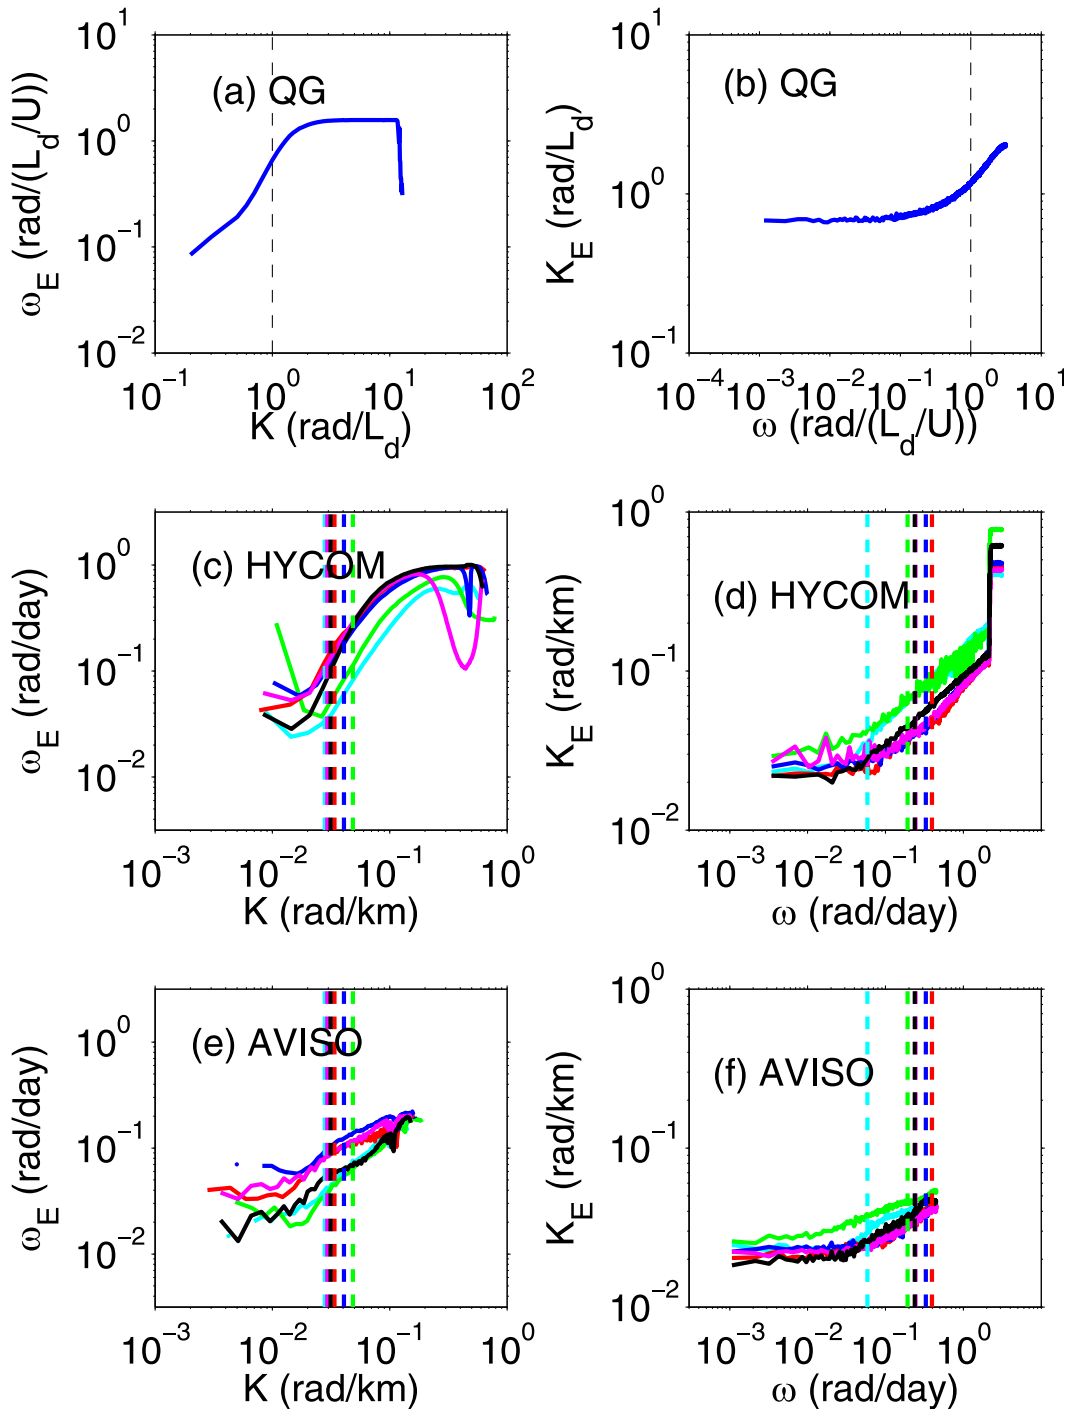 (a) QG
ω_E (rad/(L_d/U))
10^1
10^0
10^−1
10^−2
10^−1 10^0 10^1 10^2
K (rad/L_d)
(b) QG
K_E (rad/L_d)
10^1
10^0
10^−1
10^−4 10^−3 10^−2 10^−1 10^0 10^1
ω (rad/(L_d/U))
(c) HYCOM
ω_E (rad/day)
10^0
10^−1
10^−2
10^−3 10^−2 10^−1 10^0
K (rad/km)
(d) HYCOM
K_E (rad/km)
10^0
10^−1
10^−2
10^−3 10^−2 10^−1 10^0
ω (rad/day)
(e) AVISO
ω_E (rad/day)
10^0
10^−1
10^−2
10^−3 10^−2 10^−1 10^0
K (rad/km)
(f) AVISO
K_E (rad/km)
10^0
10^−1
10^−2
10^−3 10^−2 10^−1 10^0
ω (rad/day)